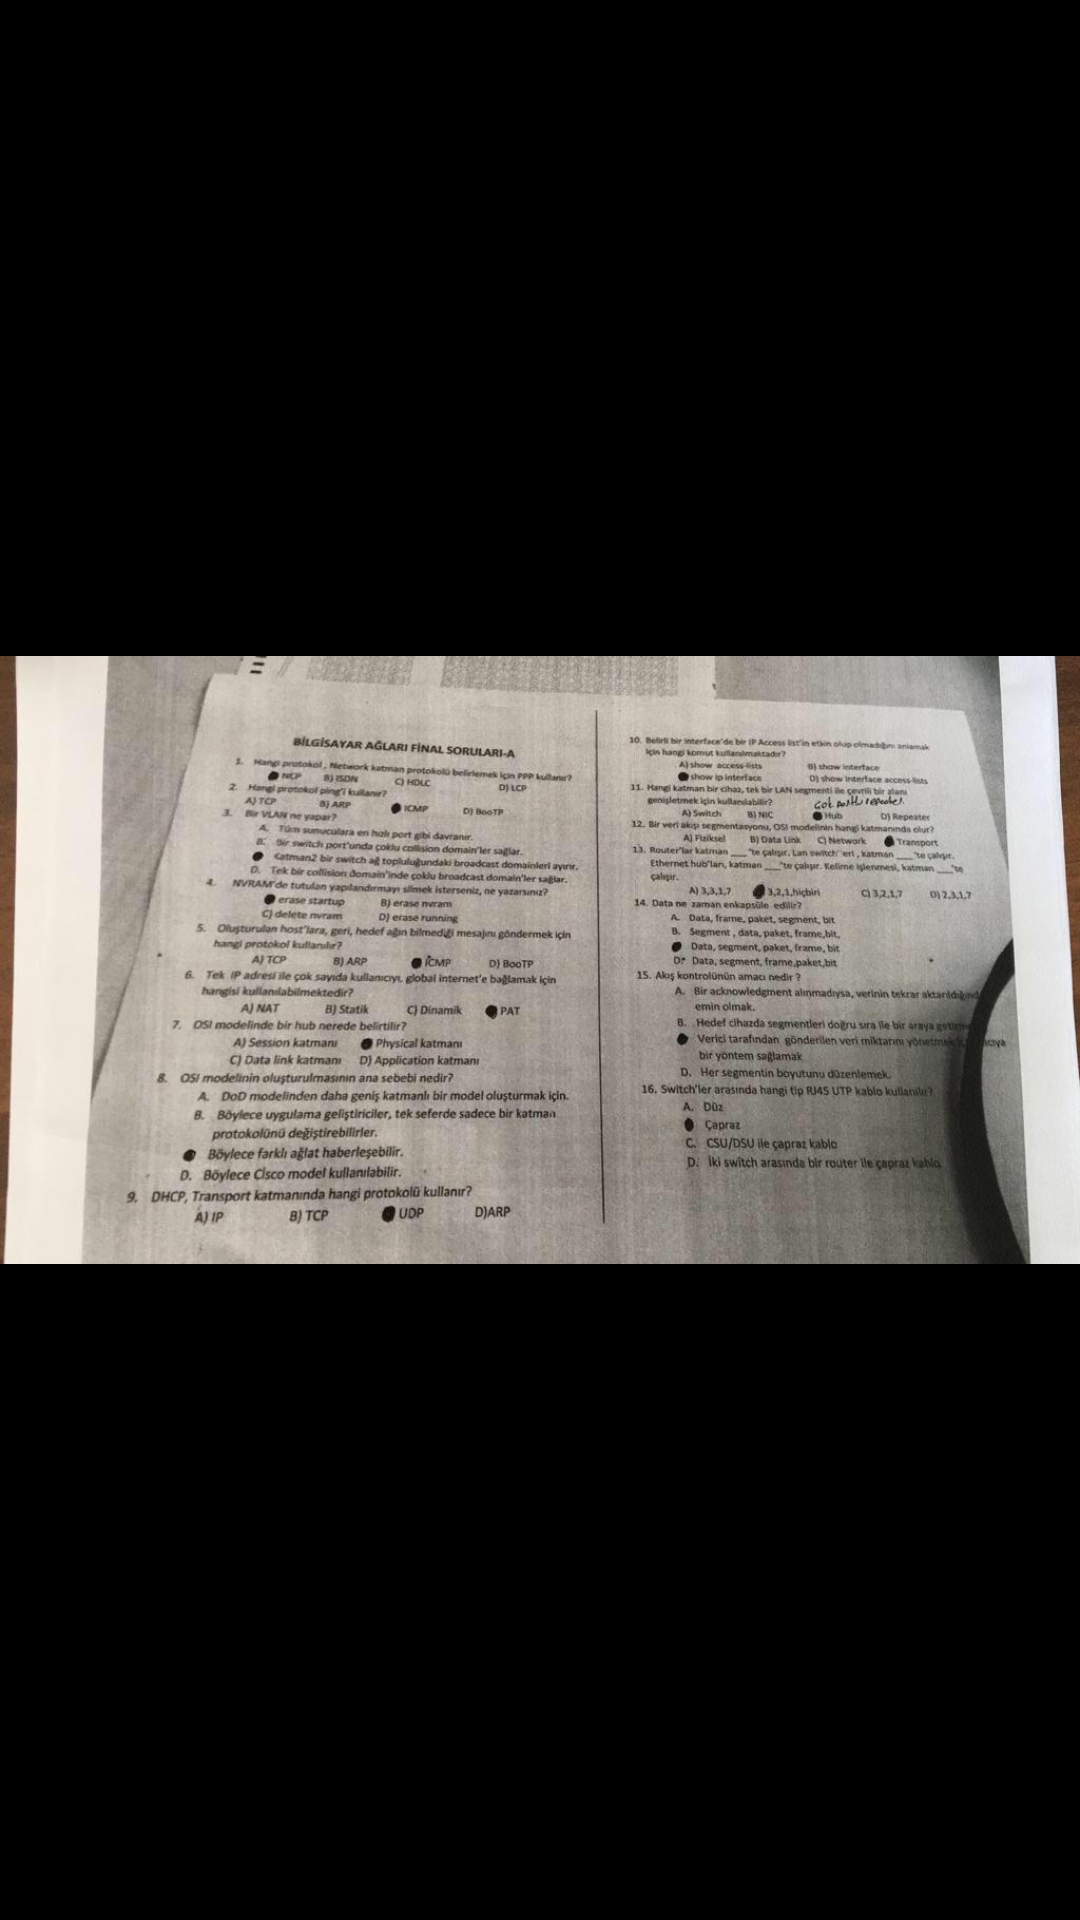 BİLGİSAYAR AĞLARI FİNAL SORULARI-A
1. Hangi protokol, Network katman protokolü belirlemek için PPP kullanır?
NCP B) ISDN C) HDLC D) LCP
2. Hangi protokol ping'i kullanır?
A) TCP B) ARP ICMP D) BooTP
3. Bir VLAN ne yapar?
A. Tüm sunuculara en hızlı port gibi davranır.
B. Bir switch port'unda çoklu collision domain'ler sağlar.
Katman2 bir switch ağ topluluğundaki broadcast domainleri ayırır.
D. Tek bir collision domain'inde çoklu broadcast domain'ler sağlar.
4. NVRAM'de tutulan yapılandırmayı silmek isterseniz, ne yazarsınız?
erase startup B) erase nvram
C) delete nvram D) erase running
5. Oluşturulan host'lara, geri, hedef ağın bilmediği mesajını göndermek için
hangi protokol kullanılır?
A) TCP B) ARP İCMP D) BooTP
6. Tek IP adresi ile çok sayıda kullanıcıyı, global internet'e bağlamak için
hangisi kullanılabilmektedir?
A) NAT B) Statik C) Dinamik PAT
7. OSI modelinde bir hub nerede belirtilir?
A) Session katmanı Physical katmanı
C) Data link katmanı D) Application katmanı
8. OSI modelinin oluşturulmasının ana sebebi nedir?
A. DoD modelinden daha geniş katmanlı bir model oluşturmak için.
B. Böylece uygulama geliştiriciler, tek seferde sadece bir katman
protokolünü değiştirebilirler.
Böylece farklı ağlat haberleşebilir.
D. Böylece Cisco model kullanılabilir.
9. DHCP, Transport katmanında hangi protokolü kullanır?
A) IP B) TCP UDP D)ARP
10. Belirli bir interface'de bir IP Access list'in etkin olup olmadığını anlamak
için hangi komut kullanılmaktadır?
A) show access-lists B) show interface
show ip interface D) show interface access-lists
11. Hangi katman bir cihaz, tek bir LAN segmenti ile çevrili bir alanı
genişletmek için kullanılabilir? çok portlu repeater
A) Switch B) NIC Hub D) Repeater
12. Bir veri akışı segmentasyonu, OSI modelinin hangi katmanında olur?
A) Fiziksel B) Data Link C) Network Transport
13. Router'lar katman ___'te çalışır. Lan switch'eri, katman ___'te çalışır.
Ethernet hub'ları, katman ___'te çalışır. Kelime işlenmesi, katman ___'te
çalışır.
A) 3,3,1,7 3,2,1,hiçbiri C) 3,2,1,7 D) 2,3,1,7
14. Data ne zaman enkapsüle edilir?
A. Data, frame, paket, segment, bit
B. Segment, data, paket, frame,bit,
Data, segment, paket, frame, bit
D. Data, segment, frame,paket,bit
15. Akış kontrolünün amacı nedir ?
A. Bir acknowledgment alınmadıysa, verinin tekrar aktarıldığınd
emin olmak.
B. Hedef cihazda segmentleri doğru sıra ile bir araya
Verici tarafından gönderilen veri miktarını yönetmek
bir yöntem sağlamak
D. Her segmentin boyutunu düzenlemek.
16. Switch'ler arasında hangi tip RJ45 UTP kablo kullanılır?
A. Düz
Çapraz
C. CSU/DSU ile çapraz kablo
D. İki switch arasında bir router ile çapraz kablo